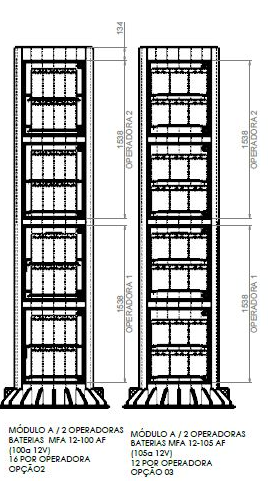 134
1538
OPERADORA 2
1538
OPERADORA 2
1538
OPERADORA 1
1538
OPERADORA 1
MÓDULO A / 2 OPERADORAS
BATERIAS MFA 12-100 AF
(100a 12V)
16 POR OPERADORA
OPÇÃO2
MÓDULO A / 2 OPERADORAS
BATERIAS MFA 12-105 AF
(105a 12V)
12 POR OPERADORA
OPÇÃO 03